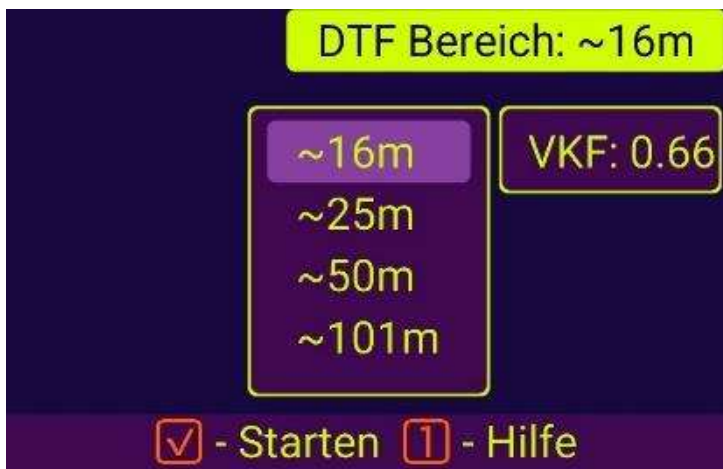 DTF Bereich: ~16m
~16m
VKF: 0.66
~25m
~50m
~101m
✓ - Starten 1 - Hilfe